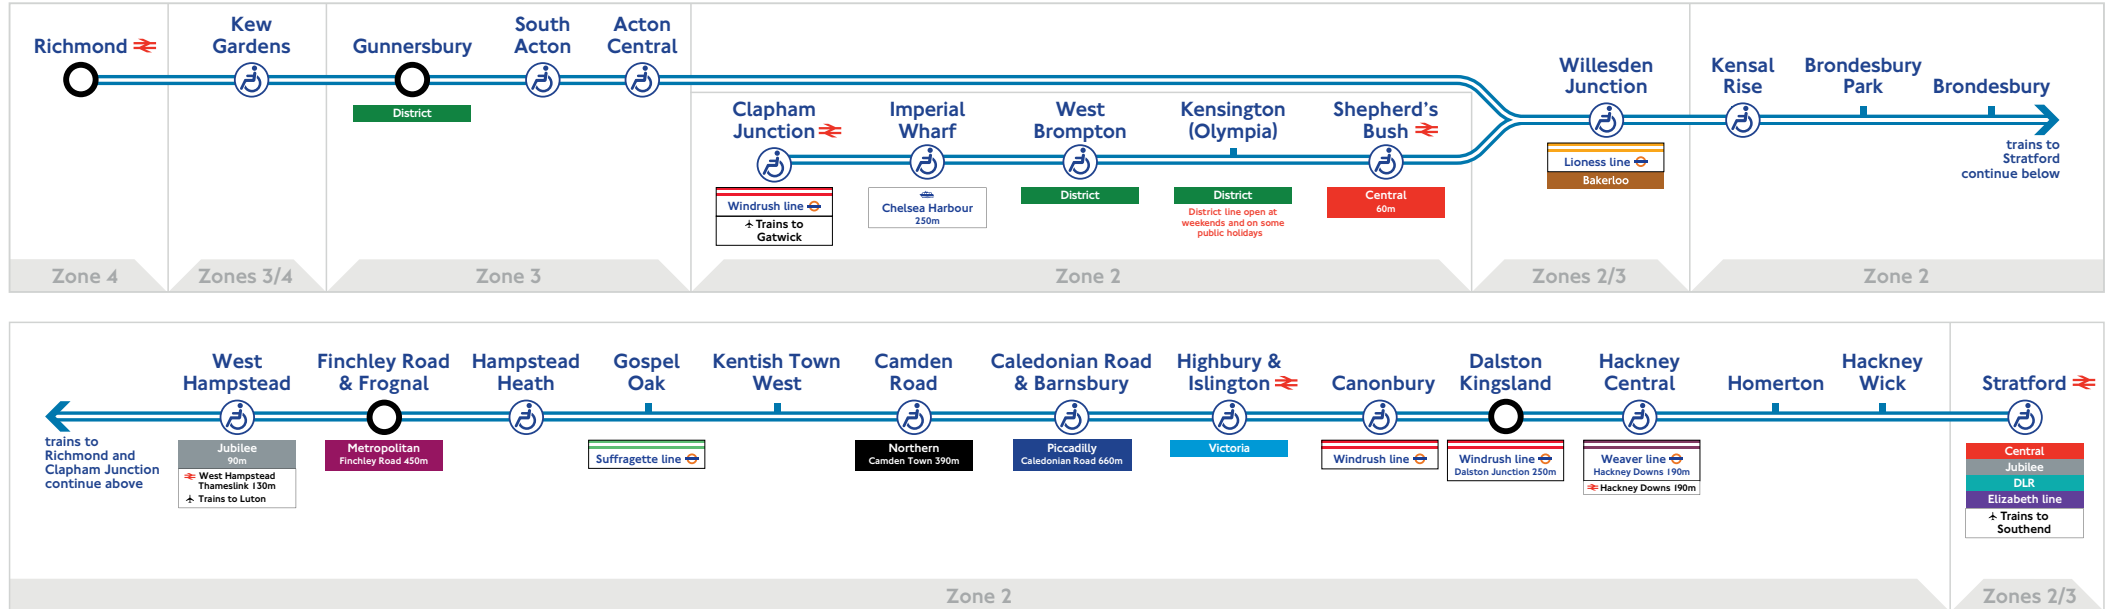 Richmond
Kew
Gardens
Gunnersbury
District
South
Acton
Acton
Central
Clapham
Junction
Windrush line
Trains to
Gatwick
Imperial
Wharf
Chelsea Harbour
250m
West
Brompton
District
Kensington
(Olympia)
District
District line open at
weekends and on some
public holidays
Shepherd's
Bush
Central
60m
Willesden
Junction
Lioness line
Bakerloo
Kensal
Rise
Brondesbury
Park
Brondesbury
trains to
Stratford
continue below
Zone 4
Zones 3/4
Zone 3
Zone 2
Zones 2/3
Zone 2
trains to
Richmond and
Clapham Junction
continue above
West
Hampstead
Jubilee
90m
West Hampstead
Thameslink 130m
Trains to Luton
Finchley Road
& Frognal
Metropolitan
Finchley Road 450m
Hampstead
Heath
Gospel
Oak
Suffragette line
Kentish Town
West
Camden
Road
Northern
Camden Town 390m
Caledonian Road
& Barnsbury
Piccadilly
Caledonian Road 660m
Highbury &
Islington
Victoria
Canonbury
Windrush line
Dalston
Kingsland
Windrush line
Dalston Junction 250m
Hackney
Central
Weaver line
Hackney Downs 190m
Hackney Downs 190m
Homerton
Hackney
Wick
Stratford
Central
Jubilee
DLR
Elizabeth line
Trains to
Southend
Zone 2
Zones 2/3